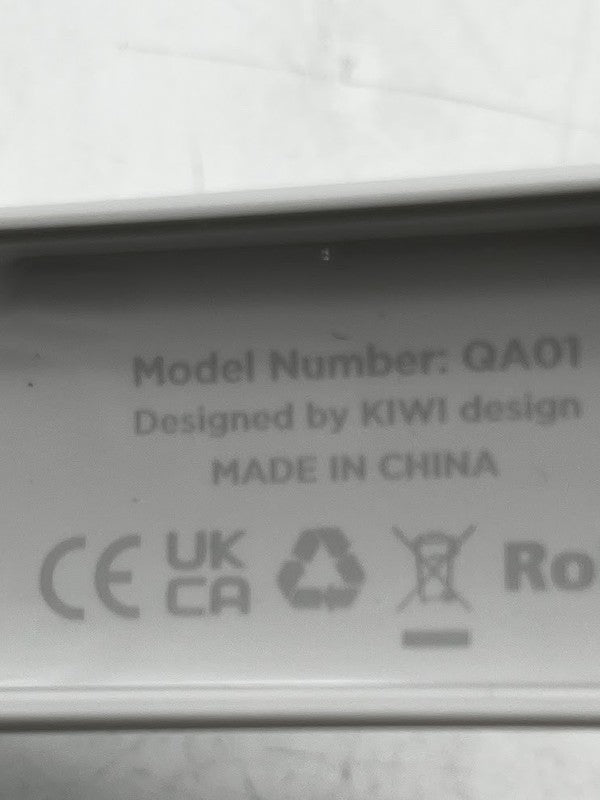 Model Number: QA01
Designed by KIWI design
MADE IN CHINA
CE UK CA Ro